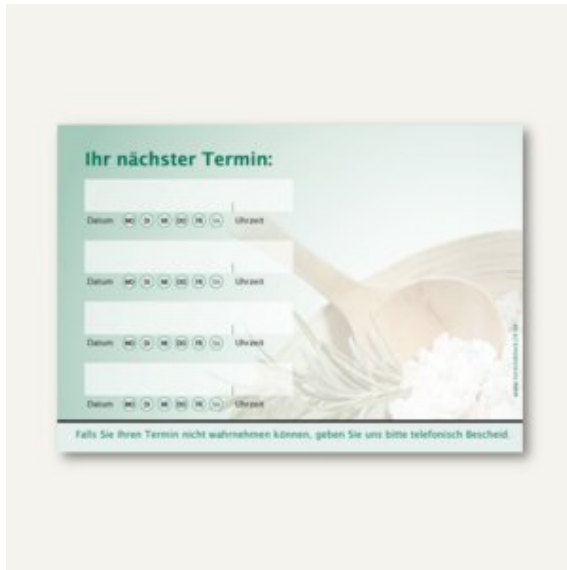 Ihr nächster Termin:
Datum MO DI MI DO FR SA Uhrzeit
Datum MO DI MI DO FR SA Uhrzeit
Datum MO DI MI DO FR SA Uhrzeit
Datum MO DI MI DO FR SA Uhrzeit
Falls Sie Ihren Termin nicht wahrnehmen können, geben Sie uns bitte telefonisch Bescheid.